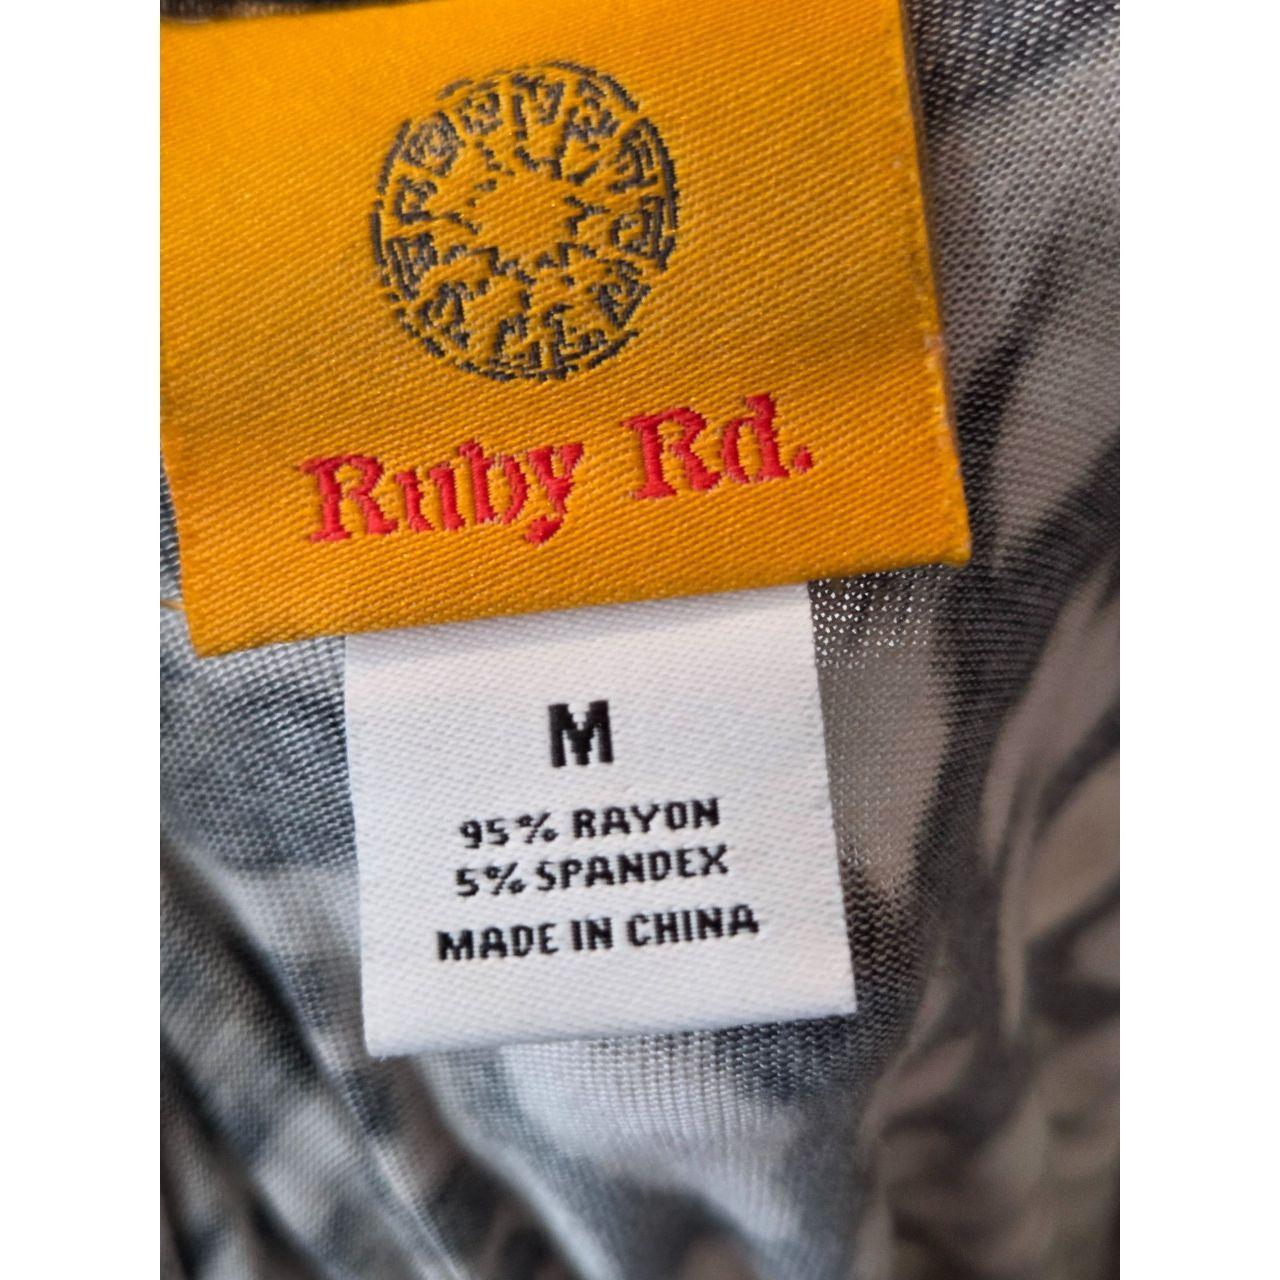 Ruby Rd.
M
95% RAYON
5% SPANDEX
MADE IN CHINA